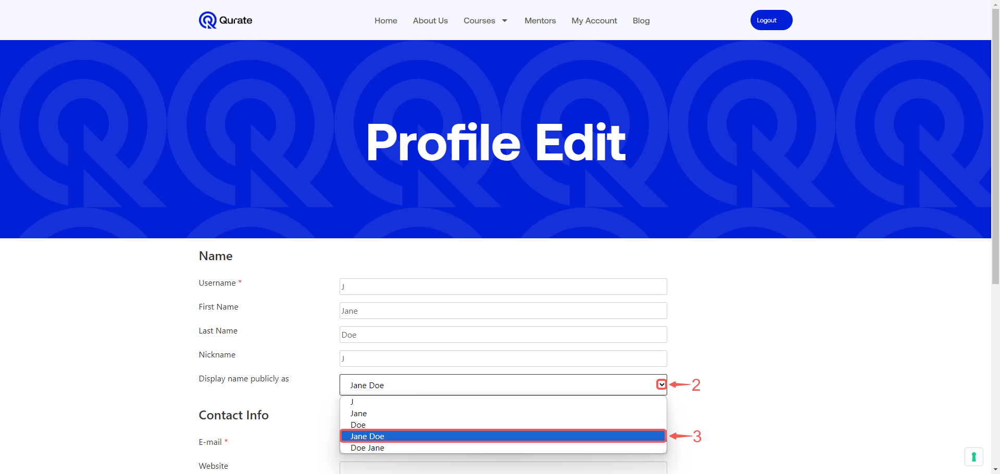 Qurate
Home About Us Courses Mentors My Account Blog
Logout
Profile Edit
Name
Username *
J
First Name
Jane
Last Name
Doe
Nickname
J
Display name publicly as
Jane Doe
2
J
Jane
Doe
Jane Doe
3
Doe Jane
Contact Info
E-mail *
Website